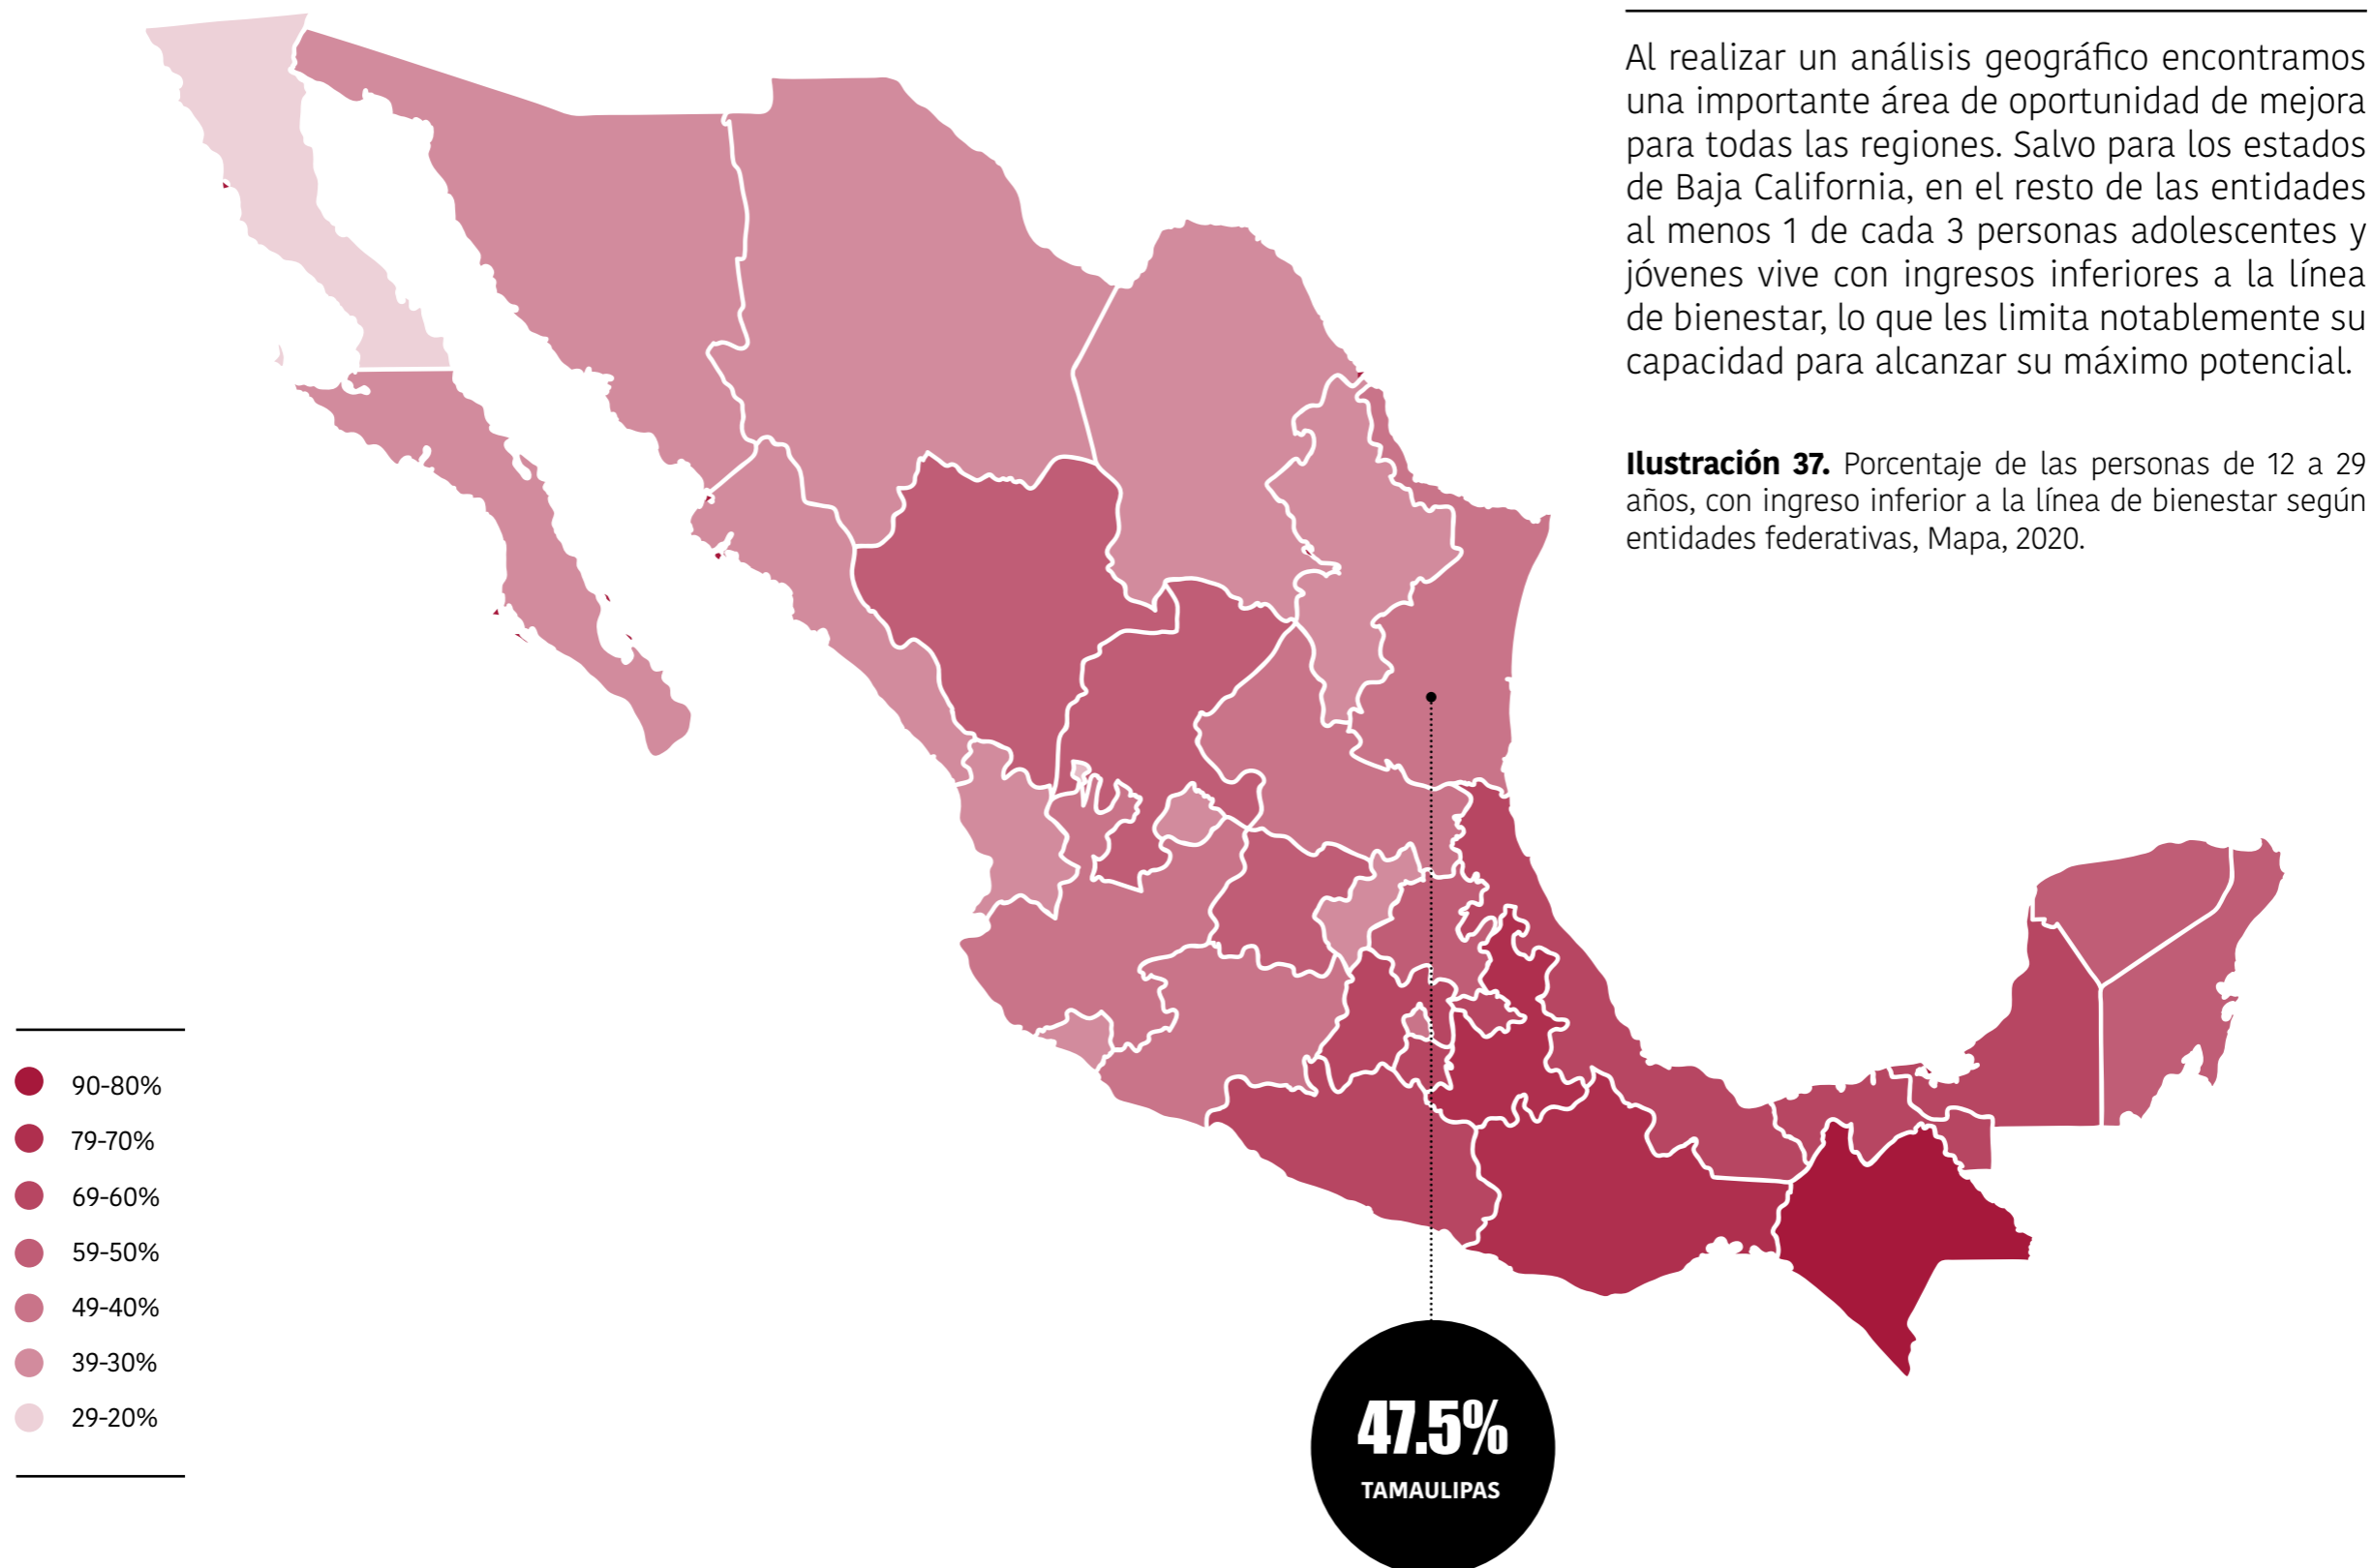 Al realizar un análisis geográfico encontramos
una importante área de oportunidad de mejora
para todas las regiones. Salvo para los estados
de Baja California, en el resto de las entidades
al menos 1 de cada 3 personas adolescentes y
jóvenes vive con ingresos inferiores a la línea
de bienestar, lo que les limita notablemente su
capacidad para alcanzar su máximo potencial.
Ilustración 37. Porcentaje de las personas de 12 a 29
años, con ingreso inferior a la línea de bienestar según
entidades federativas, Mapa, 2020.
90-80%
79-70%
69-60%
59-50%
49-40%
39-30%
29-20%
47.5%
TAMAULIPAS